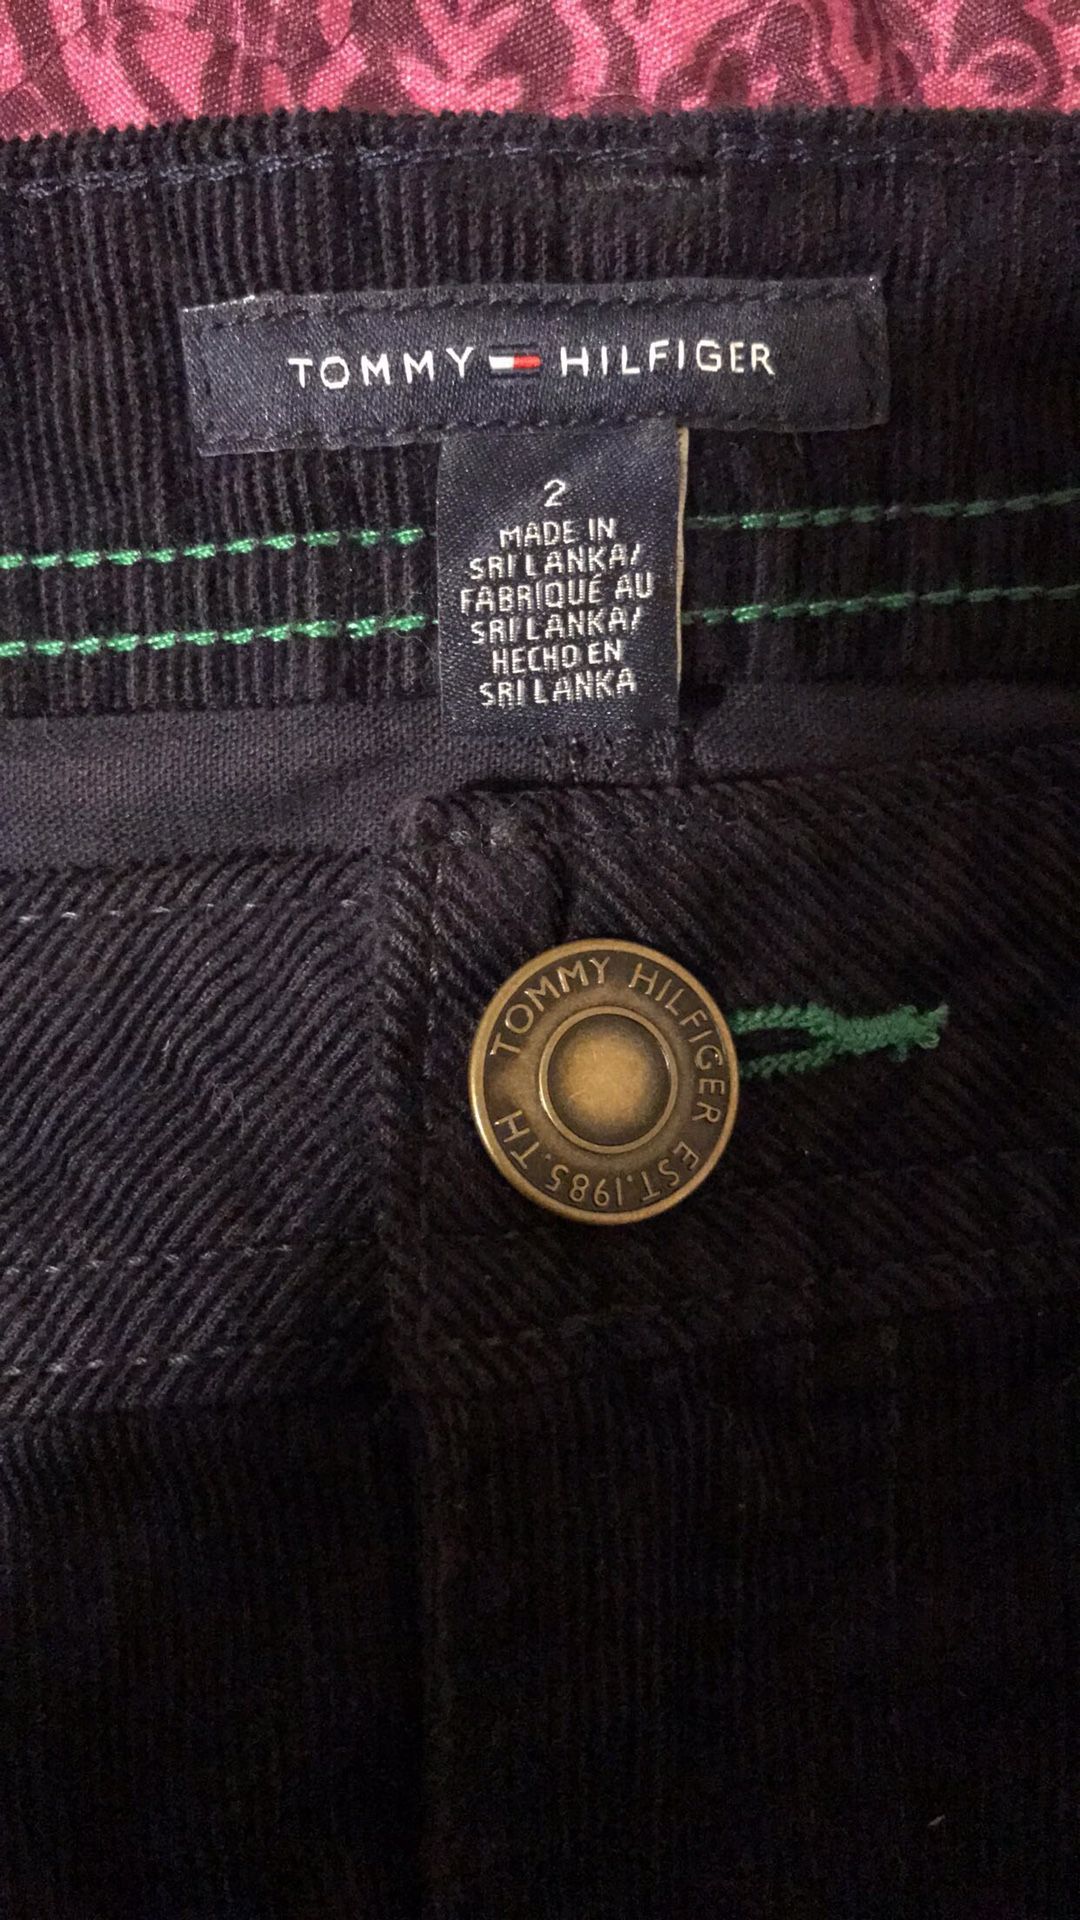 TOMMY HILFIGER
2
MADE IN
SRI LANKA/
FABRIQUÉ AU
SRI LANKA/
HECHO EN
SRI LANKA
TOMMY HILFIGER EST.1985.TH